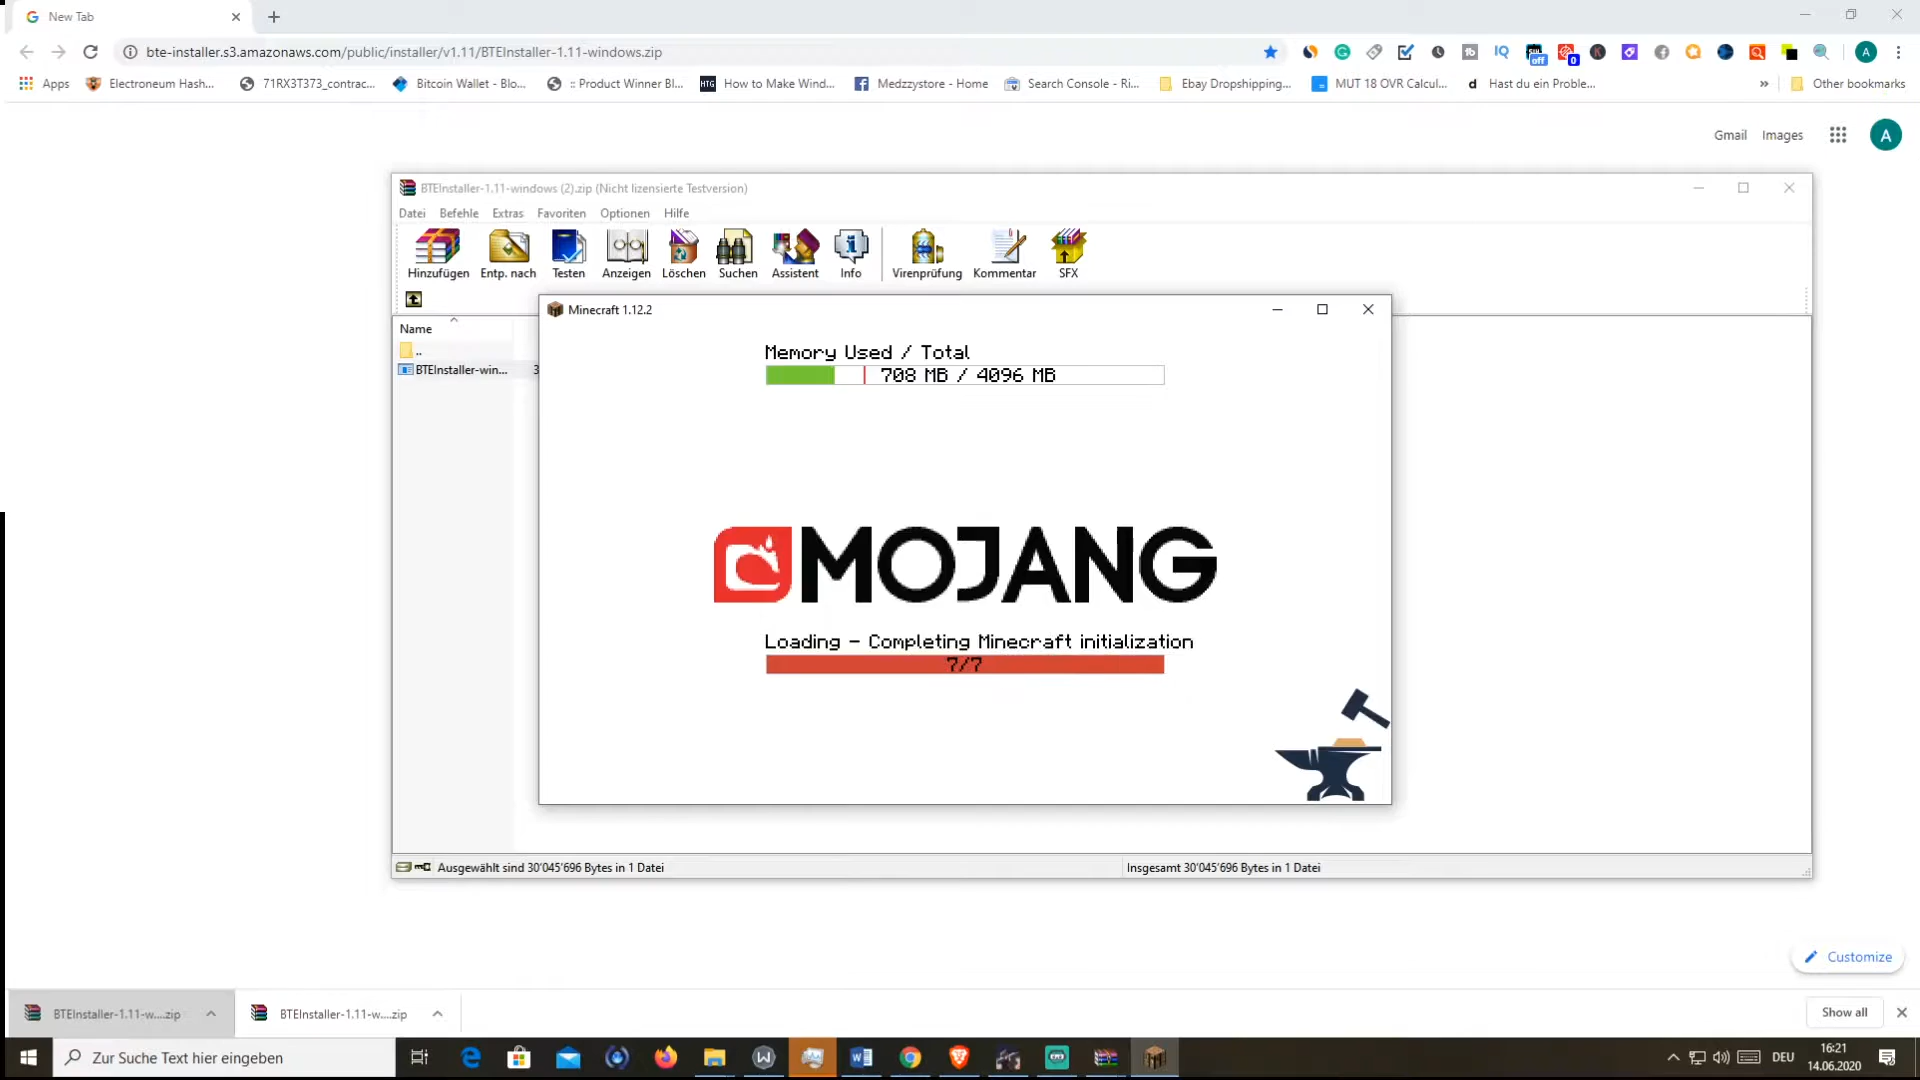 New Tab
bte-installer.s3.amazonaws.com/public/installer/v1.11/BTEInstaller-1.11-windows.zip
off
0
A
Apps
Electroneum Hash...
71RX3T373_contrac...
Bitcoin Wallet - Blo...
:: Product Winner Bl...
HTG
How to Make Wind...
Medzzystore - Home
Search Console - Ri...
Ebay Dropshipping...
MUT 18 OVR Calcul...
d
Hast du ein Proble...
»
Other bookmarks
Gmail
Images
A
BTEInstaller-1.11-windows (2).zip (Nicht lizensierte Testversion)
Datei
Befehle
Extras
Favoriten
Optionen
Hilfe
Hinzufügen
Entp. nach
Testen
Anzeigen
Löschen
Suchen
Assistent
Info
Virenprüfung
Kommentar
SFX
Name
..
BTEInstaller-win...
3
Minecraft 1.12.2
Memory Used / Total
708 MB / 4096 MB
MOJANG
Loading - Completing Minecraft initialization
7/7
Ausgewählt sind 30'045'696 Bytes in 1 Datei
Insgesamt 30'045'696 Bytes in 1 Datei
Customize
BTEInstaller-1.11-w....zip
BTEInstaller-1.11-w....zip
Show all
Zur Suche Text hier eingeben
DEU
16:21
14.06.2020